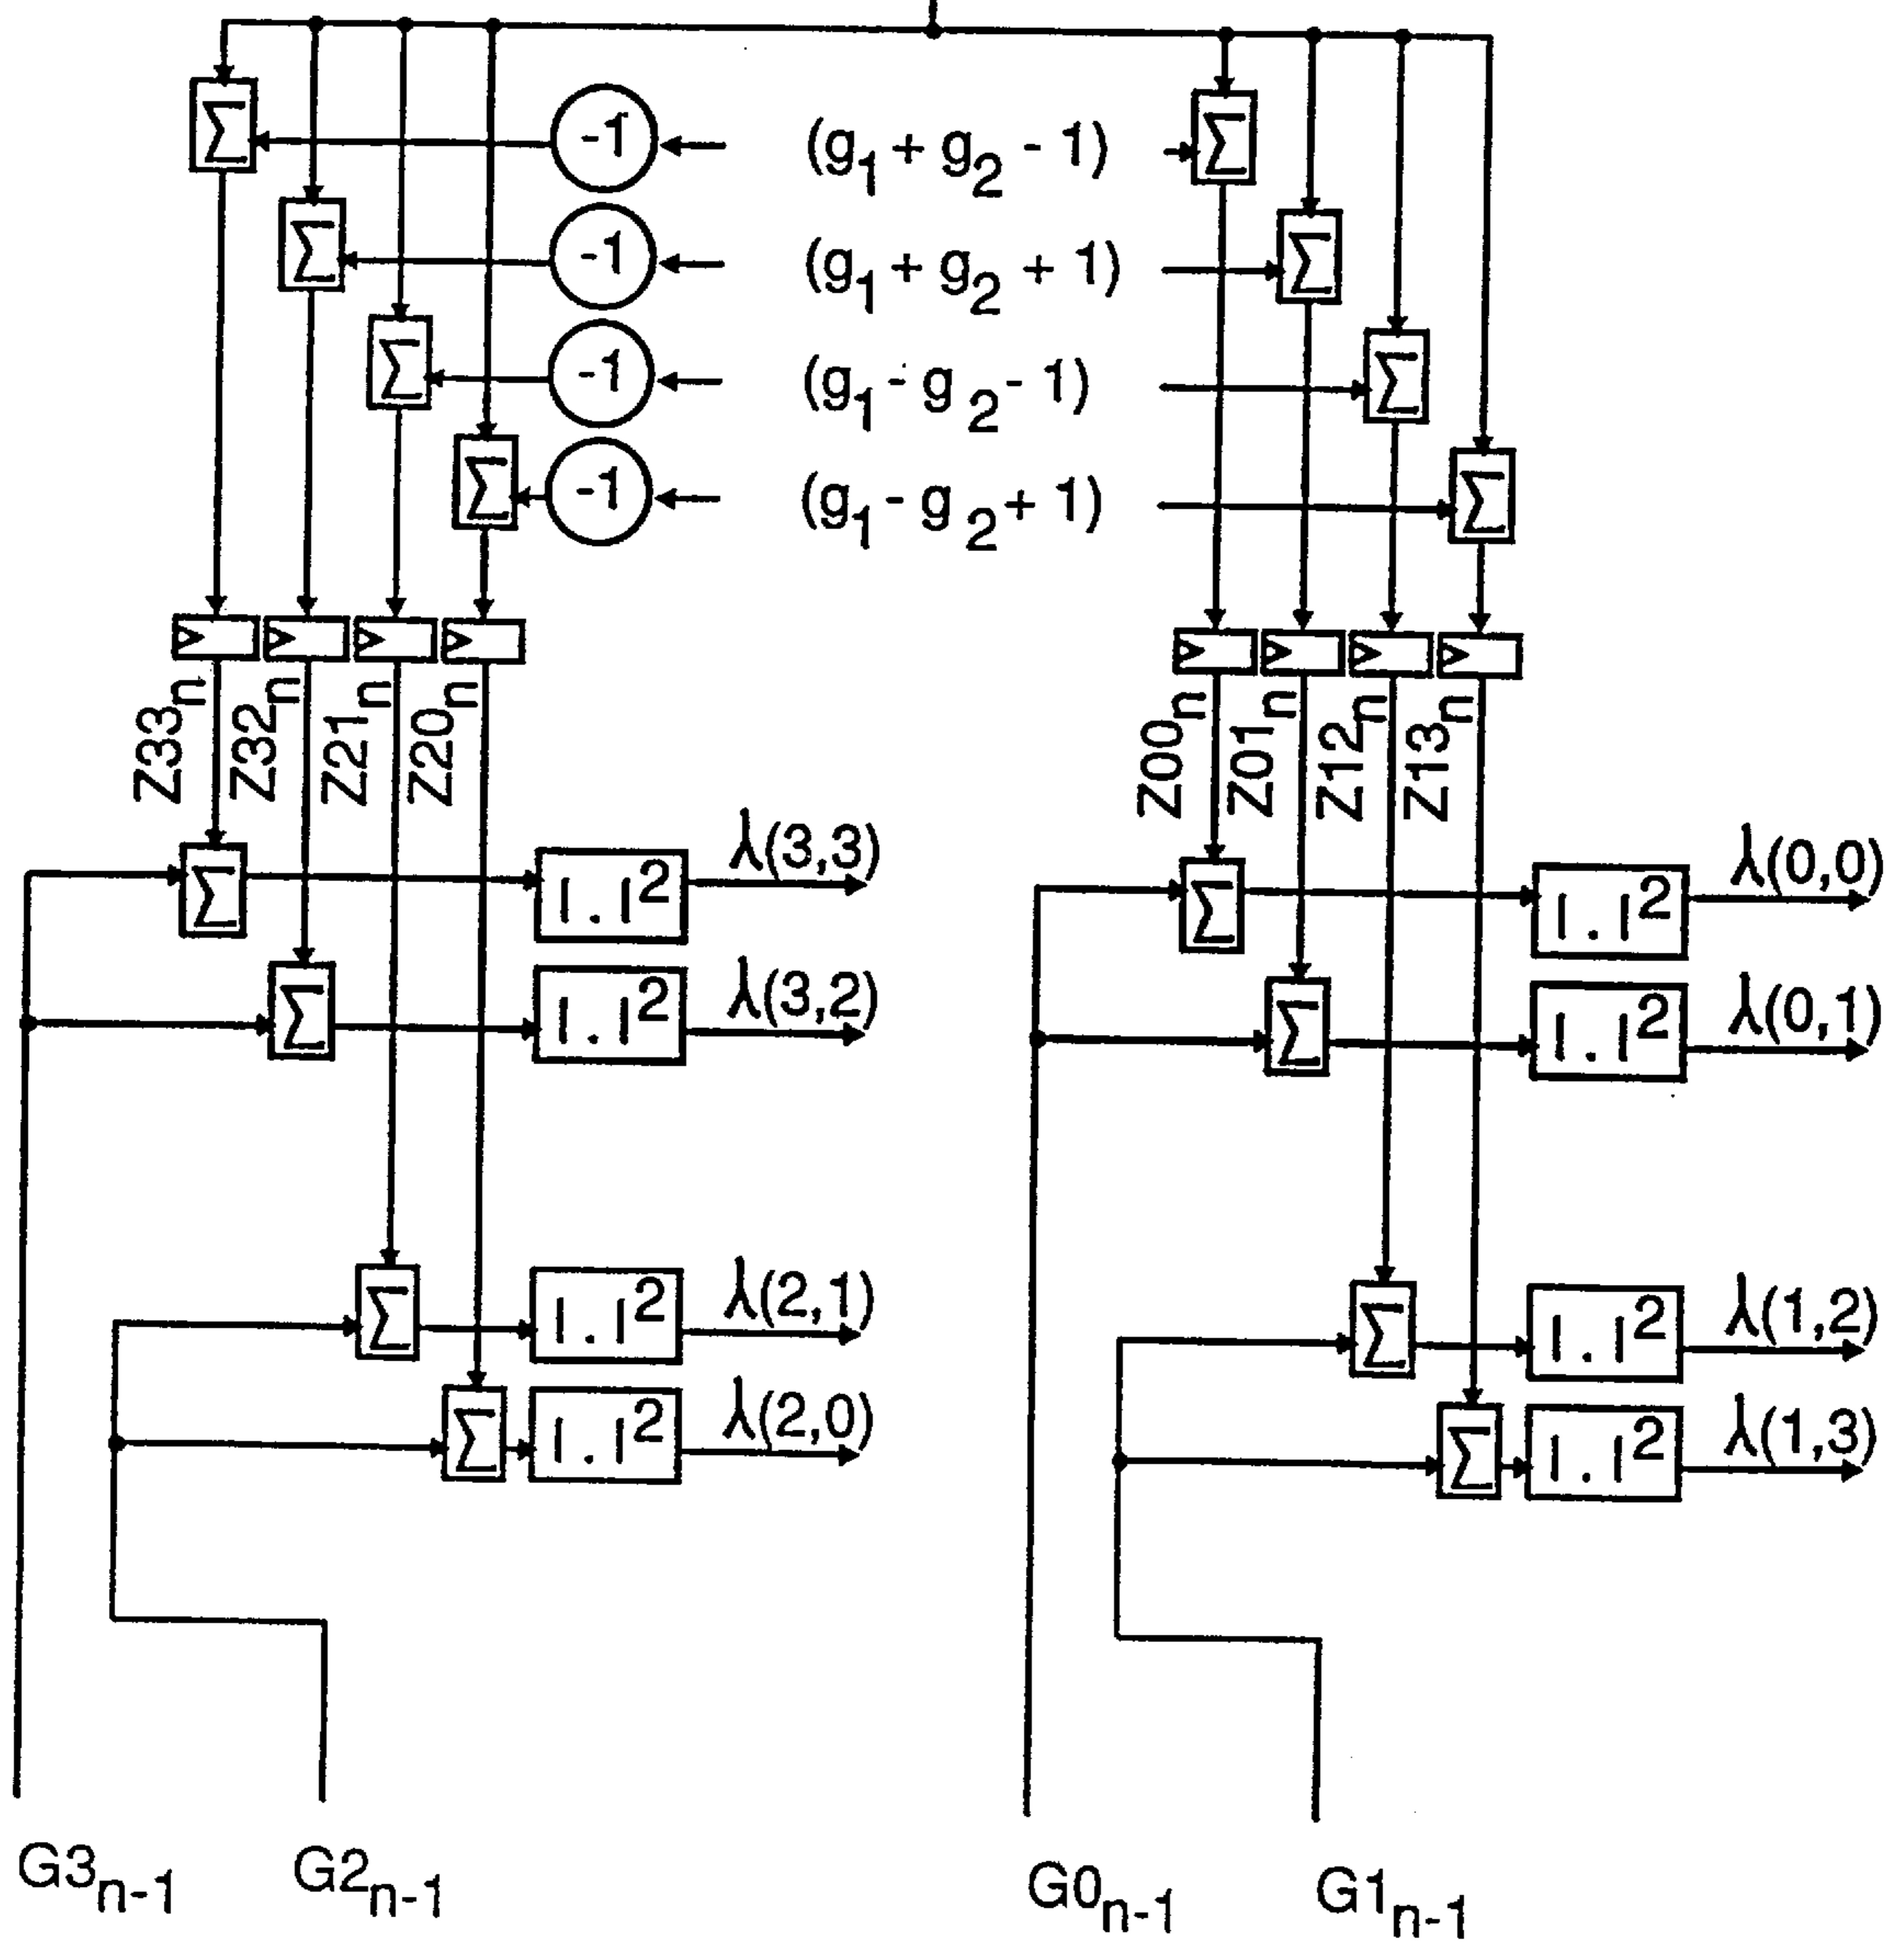 Σ -1 (g1 + g2 - 1) Σ
Σ -1 (g1 + g2 + 1) Σ
Σ -1 (g1 - g2 - 1) Σ
Σ -1 (g1 - g2 + 1) Σ
Z33n Z32n Z21n Z20n Z00n Z01n Z12n Z13n
Σ |.|2 λ(3,3) Σ |.|2 λ(0,0)
Σ |.|2 λ(3,2) Σ |.|2 λ(0,1)
Σ |.|2 λ(2,1) Σ |.|2 λ(1,2)
Σ |.|2 λ(2,0) Σ |.|2 λ(1,3)
G3n-1 G2n-1 G0n-1 G1n-1